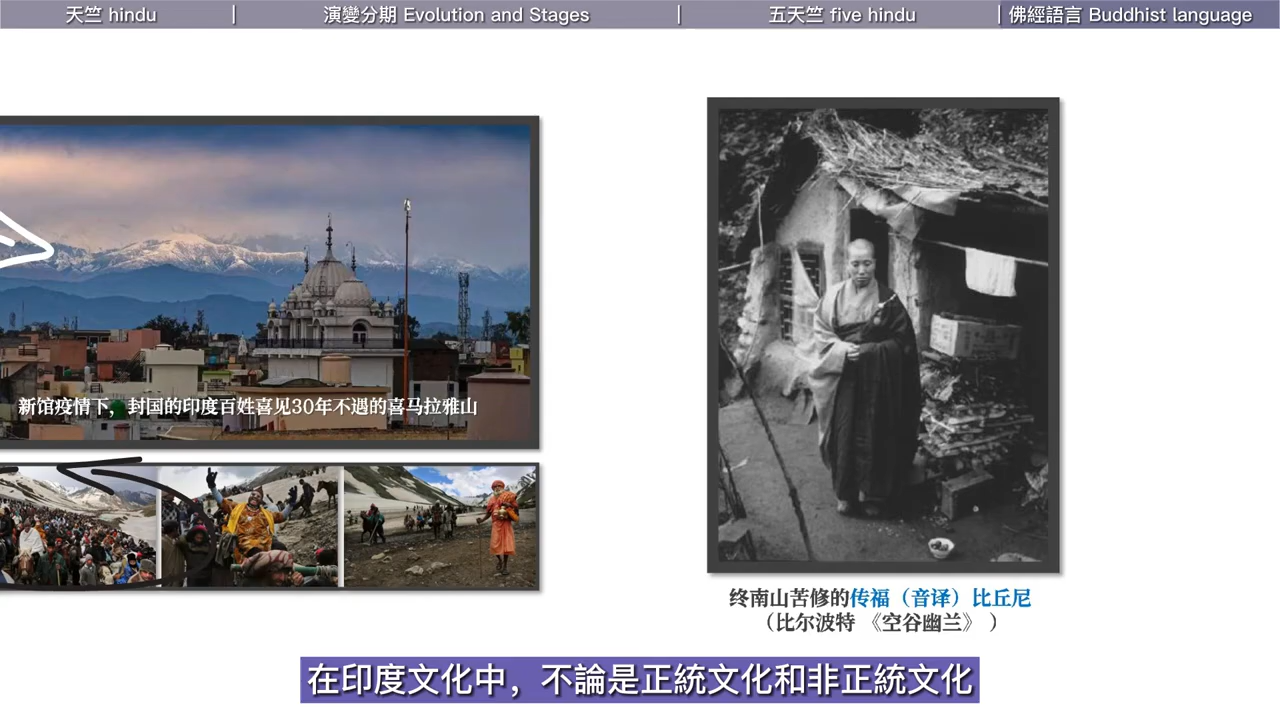 天竺 hindu | 演變分期 Evolution and Stages | 五天竺 five hindu | 佛經語言 Buddhist language
新馆疫情下，封国的印度百姓喜见30年不遇的喜马拉雅山
终南山苦修的传福（音译）比丘尼
（比尔波特 《空谷幽兰》 ）
在印度文化中，不論是正統文化和非正統文化